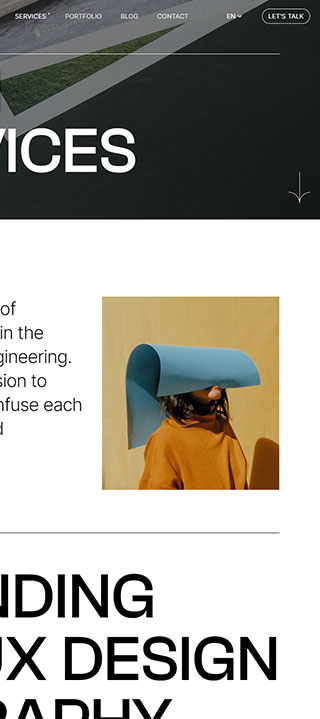 SERVICES
PORTFOLIO
BLOG
CONTACT
EN
LET'S TALK
VICES
of
in the
gineering.
sion to
nfuse each
d
NDING
UX DESIGN
RAPHY